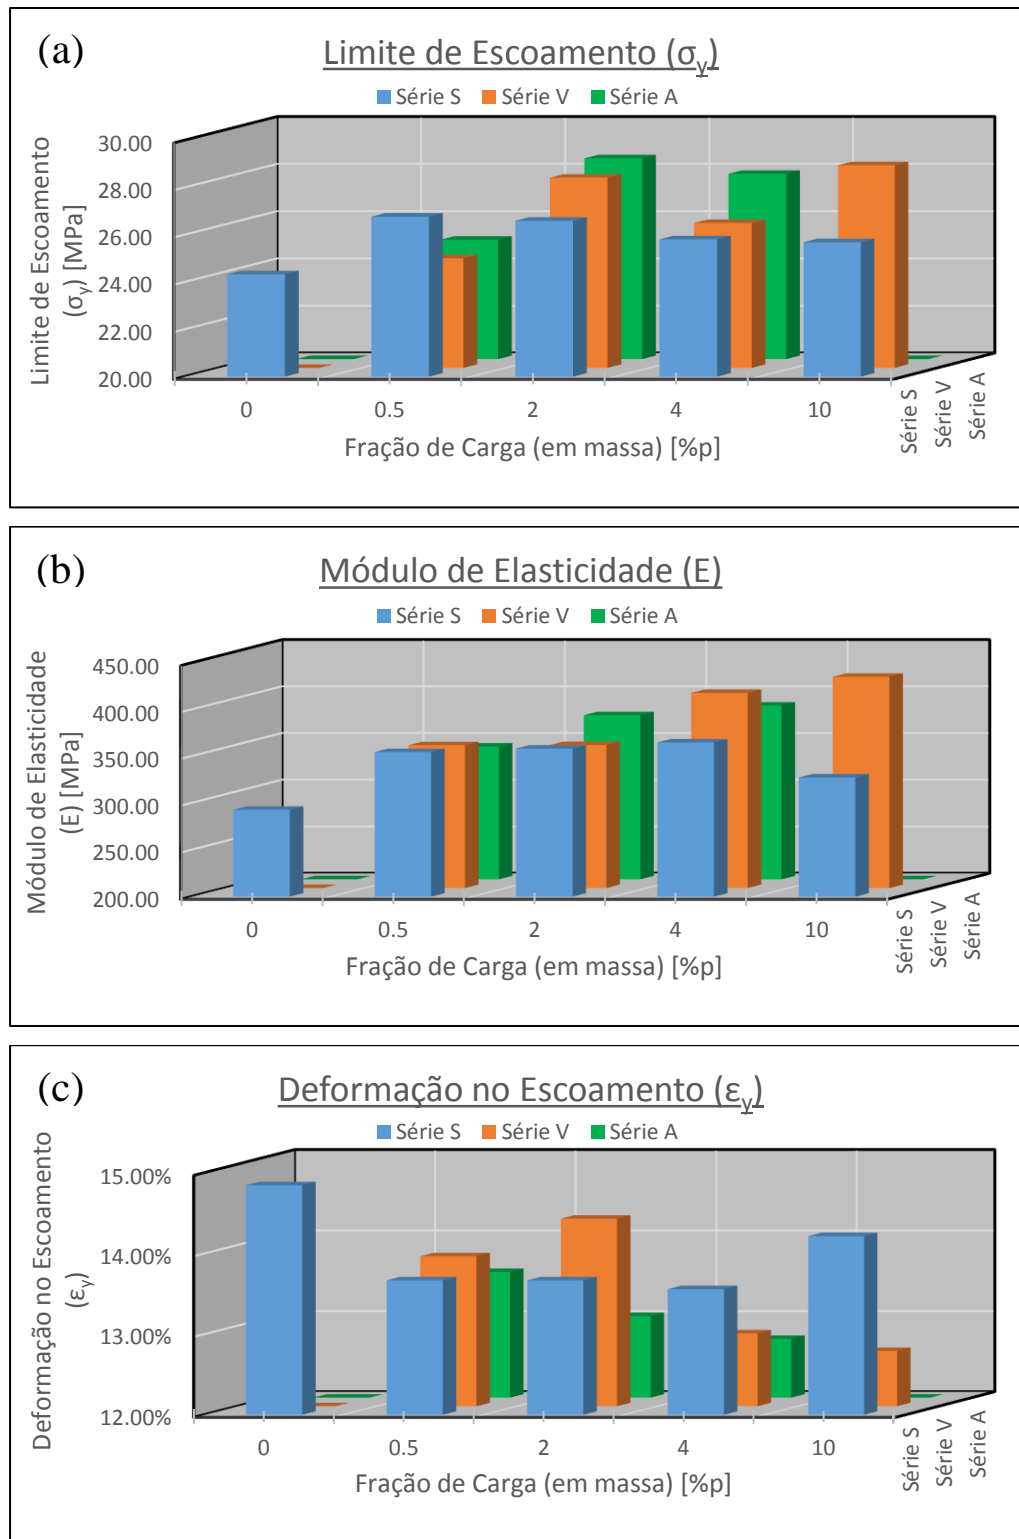 (a)
Limite de Escoamento (σy)
Série S Série V Série A
Limite de Escoamento
(σy) [MPa]
30.00
28.00
26.00
24.00
22.00
20.00
0 0.5 2 4 10
Série S
Série V
Série A
Fração de Carga (em massa) [%p]
(b)
Módulo de Elasticidade (E)
Série S Série V Série A
Módulo de Elasticidade
(E) [MPa]
450.00
400.00
350.00
300.00
250.00
200.00
0 0.5 2 4 10
Série S
Série V
Série A
Fração de Carga (em massa) [%p]
(c)
Deformação no Escoamento (εy)
Série S Série V Série A
Deformação no Escoamento
(εy)
15.00%
14.00%
13.00%
12.00%
0 0.5 2 4 10
Série S
Série V
Série A
Fração de Carga (em massa) [%p]